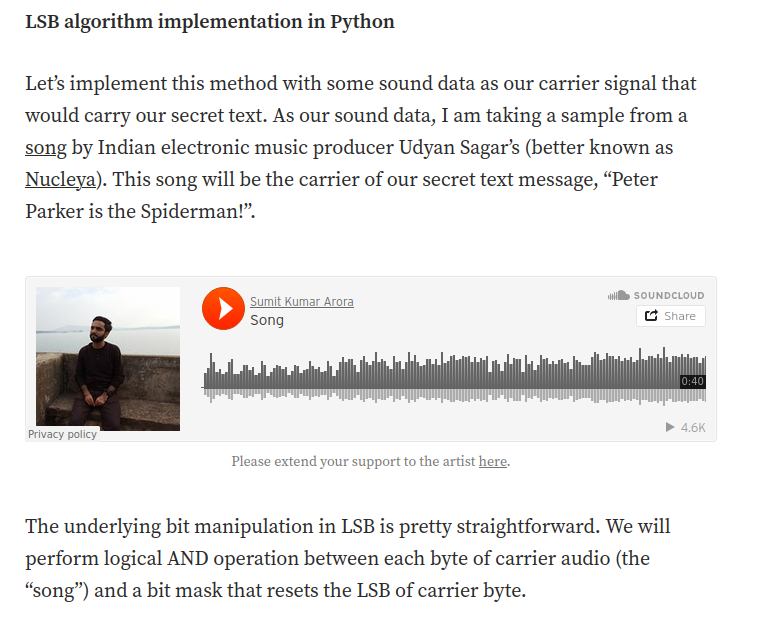 LSB algorithm implementation in Python
Let’s implement this method with some sound data as our carrier signal that
would carry our secret text. As our sound data, I am taking a sample from a
song by Indian electronic music producer Udyan Sagar’s (better known as
Nucleya). This song will be the carrier of our secret text message, “Peter
Parker is the Spiderman!”.
Sumit Kumar Arora
Song
SOUNDCLOUD
Share
0:40
4.6K
Privacy policy
Please extend your support to the artist here.
The underlying bit manipulation in LSB is pretty straightforward. We will
perform logical AND operation between each byte of carrier audio (the
“song”) and a bit mask that resets the LSB of carrier byte.